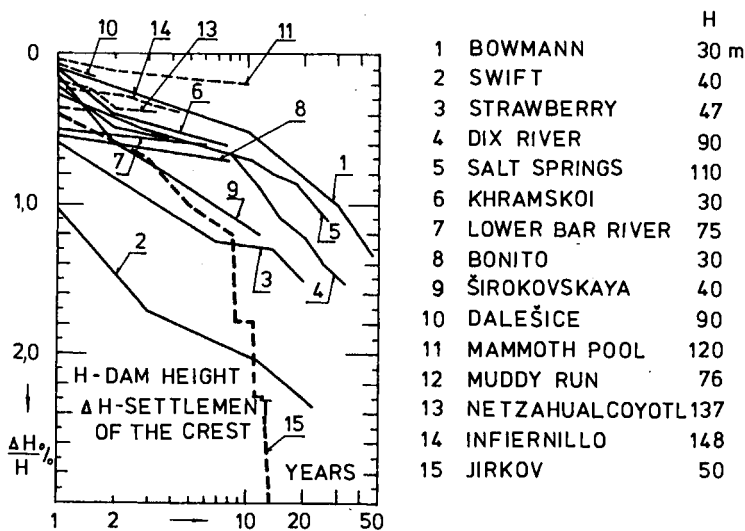 10 14 13 11
0
6
8
7
1,0
9
1
5
2
3
4
2,0
H-DAM HEIGHT
Δ H-SETTLEMEN
OF THE CREST
15
ΔH/H %
YEARS
1 2 10 20 50
H
1 BOWMANN 30 m
2 SWIFT 40
3 STRAWBERRY 47
4 DIX RIVER 90
5 SALT SPRINGS 110
6 KHRAMSKOI 30
7 LOWER BAR RIVER 75
8 BONITO 30
9 ŠIROKOVSKAYA 40
10 DALEŠICE 90
11 MAMMOTH POOL 120
12 MUDDY RUN 76
13 NETZAHUALCOYOTL 137
14 INFIERNILLO 148
15 JIRKOV 50